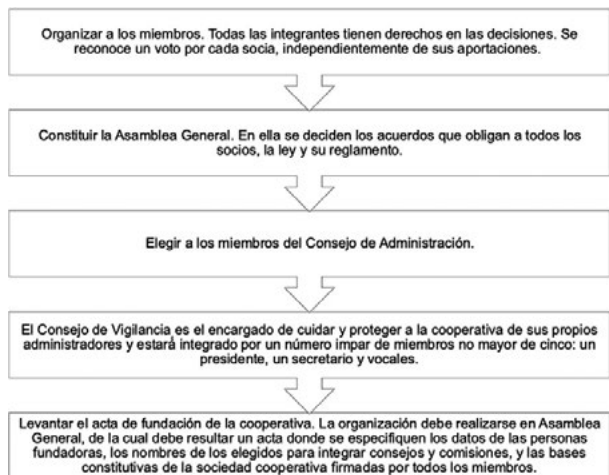 Organizar a los miembros. Todas las integrantes tienen derechos en las decisiones. Se
reconoce un voto por cada socia, independientemente de sus aportaciones.
Constituir la Asamblea General. En ella se deciden los acuerdos que obligan a todos los
socios, la ley y su reglamento.
Elegir a los miembros del Consejo de Administración.
El Consejo de Vigilancia es el encargado de cuidar y proteger a la cooperativa de sus propios
administradores y estará integrado por un número impar de miembros no mayor de cinco: un
presidente, un secretario y vocales.
Levantar el acta de fundación de la cooperativa. La organización debe realizarse en Asamblea
General, de la cual debe resultar un acta donde se especifiquen los datos de las personas
fundadoras, los nombres de los elegidos para integrar consejos y comisiones, y las bases
constitutivas de la sociedad cooperativa firmadas por todos los miembros.